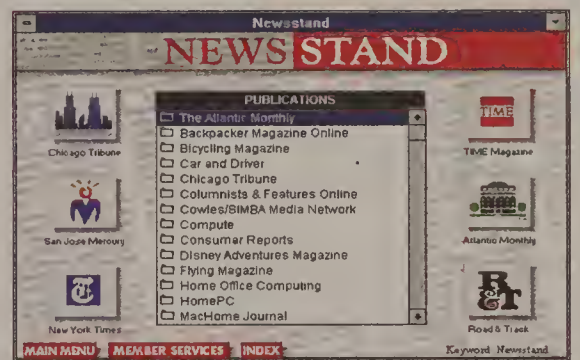 Newsstand
NEWSSTAND
Chicago Tribune
San Jose Mercury
New York Times
PUBLICATIONS
The Atlantic Monthly
Backpacker Magazine Online
Bicycling Magazine
Car and Driver
Chicago Tribune
Columnists & Features Online
Cowles/SIMBA Media Network
Compute
Consumer Reports
Disney Adventures Magazine
Flying Magazine
Home Office Computing
HomePC
MacHome Journal
TIME
TIME Magazine
Atlantic Monthly
R&T
Road & Track
MAIN MENU MEMBER SERVICES INDEX
Keyword: Newsstand